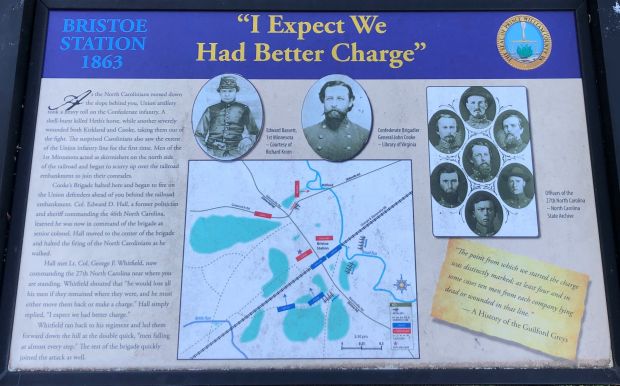 BRISTOE
STATION
1863
"I Expect We
Had Better Charge"
As the North Carolinians moved down
the slope behind you, Union artillery
took a heavy toll on the Confederate infantry. A
shell-burst killed Heth's horse, while another severely
wounded both Kirkland and Cooke, taking them out of
the fight. The surprised Carolinians also saw the extent
of the Union infantry line for the first time. Men of the
1st Minnesota acted as skirmishers on the north side
of the railroad and began to scurry up over the railroad
embankment to join their comrades.
Cooke's Brigade halted here and began to fire on
the Union defenders ahead of you behind the railroad
embankment. Col. Edward D. Hall, a former politician
and sheriff commanding the 46th North Carolina,
learned he was now in command of the brigade as
senior colonel. Hall moved to the center of the brigade
and halted the firing of the North Carolinians as he
walked.
Hall met Lt. Col. George F. Whitfield, now
commanding the 27th North Carolina near where you
are standing. Whitfield shouted that "he would lose all
his men if they remained where they were, and he must
either move them back or make a charge." Hall simply
replied, "I expect we had better charge."
Whitfield ran back to his regiment and led them
forward down the hill at the double quick, "men falling
at almost every step." The rest of the brigade quickly
joined the attack as well.
Edward Bassett,
1st Minnesota
– Courtesy of
Richard Krom
Confederate Brigadier
General John Cooke
– Library of Virginia
Officers of the
27th North Carolina
– North Carolina
State Archive
Bristoe
Station
"The point from which we started the charge
was distinctly marked; at least four and in
some cases ten men from each company lying
dead or wounded in that line."
— A History of the Guilford Greys